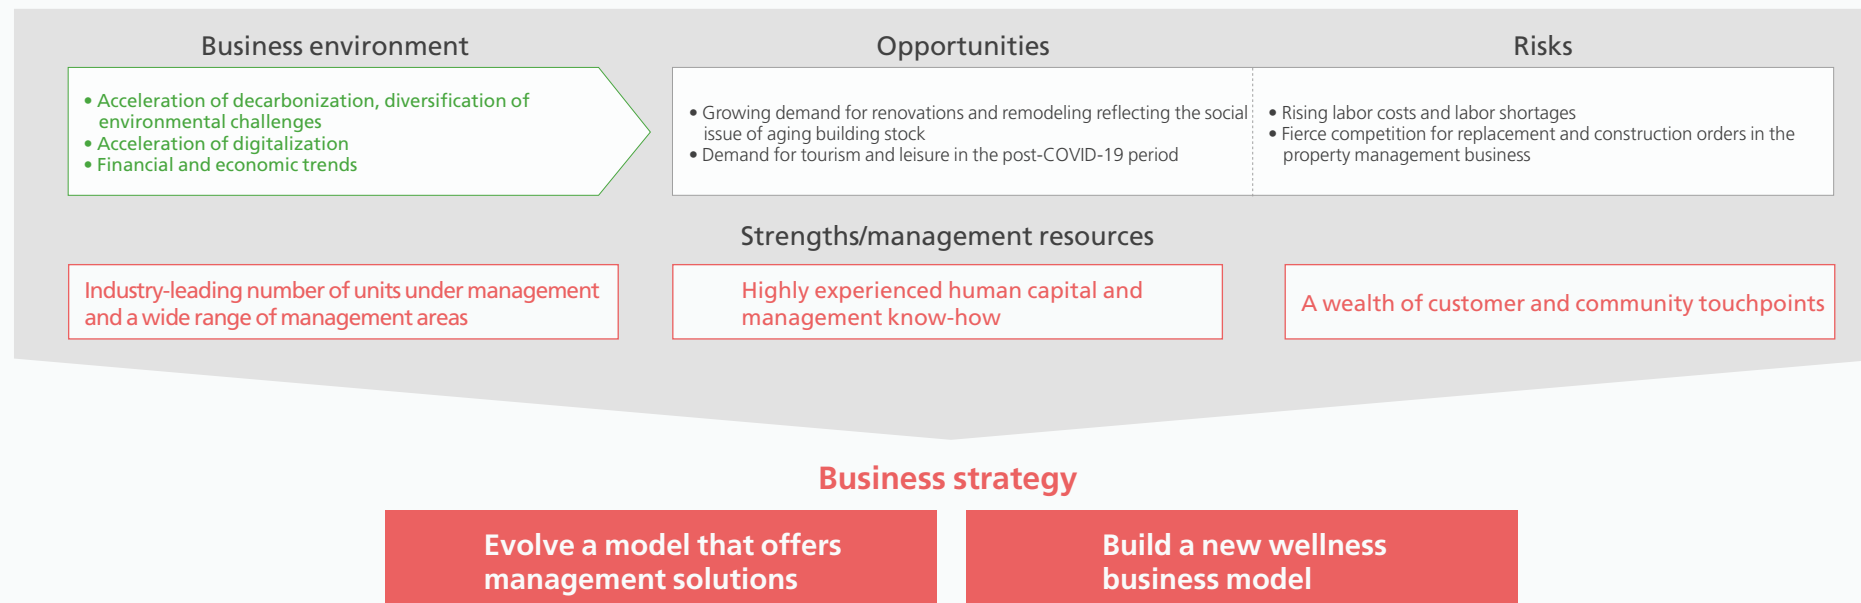 Business environment
• Acceleration of decarbonization, diversification of
environmental challenges
• Acceleration of digitalization
• Financial and economic trends
Opportunities
• Growing demand for renovations and remodeling reflecting the social
issue of aging building stock
• Demand for tourism and leisure in the post-COVID-19 period
Risks
• Rising labor costs and labor shortages
• Fierce competition for replacement and construction orders in the
property management business
Strengths/management resources
Industry-leading number of units under management
and a wide range of management areas
Highly experienced human capital and
management know-how
A wealth of customer and community touchpoints
Business strategy
Evolve a model that offers
management solutions
Build a new wellness
business model